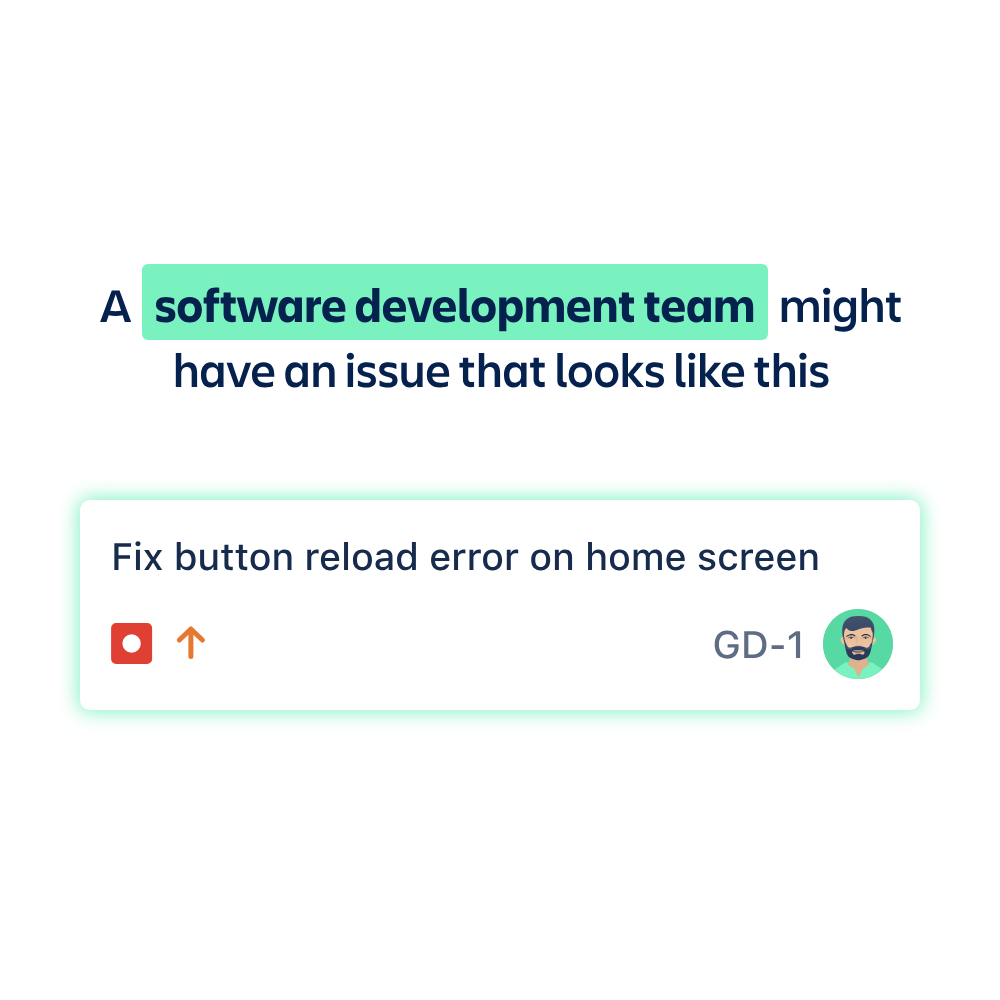 A software development team might
have an issue that looks like this
Fix button reload error on home screen
GD-1